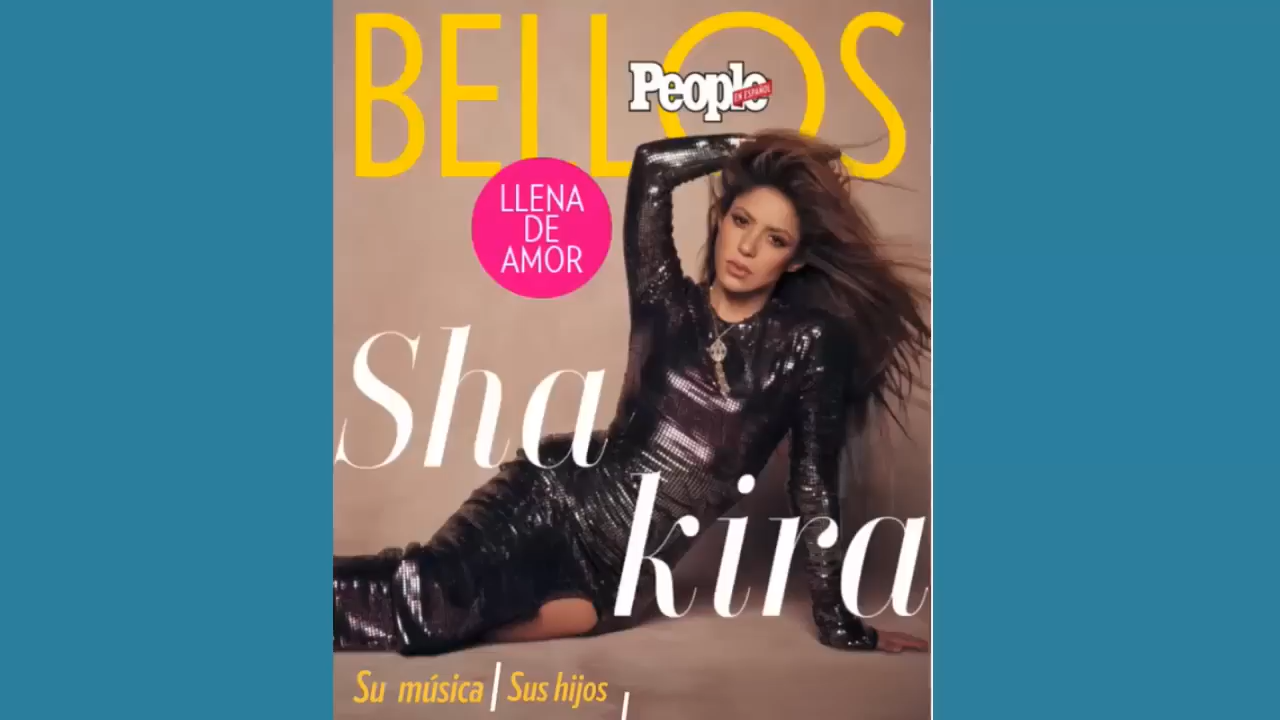 BELLOS
People
EN ESPAÑOL
LLENA
DE
AMOR
Sha
kira
Su música | Sus hijos